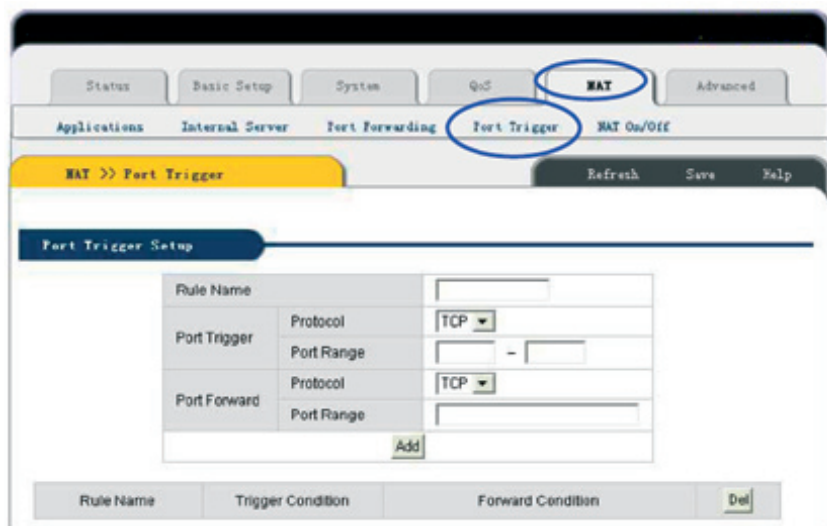 Status Basic Setup System QoS NAT Advanced
Applications Internal Server Port Forwarding Port Trigger NAT On/Off
NAT >> Port Trigger Refresh Save Help
Port Trigger Setup
Rule Name
Port Trigger Protocol TCP
Port Range -
Port Forward Protocol TCP
Port Range
Add
Rule Name Trigger Condition Forward Condition Del